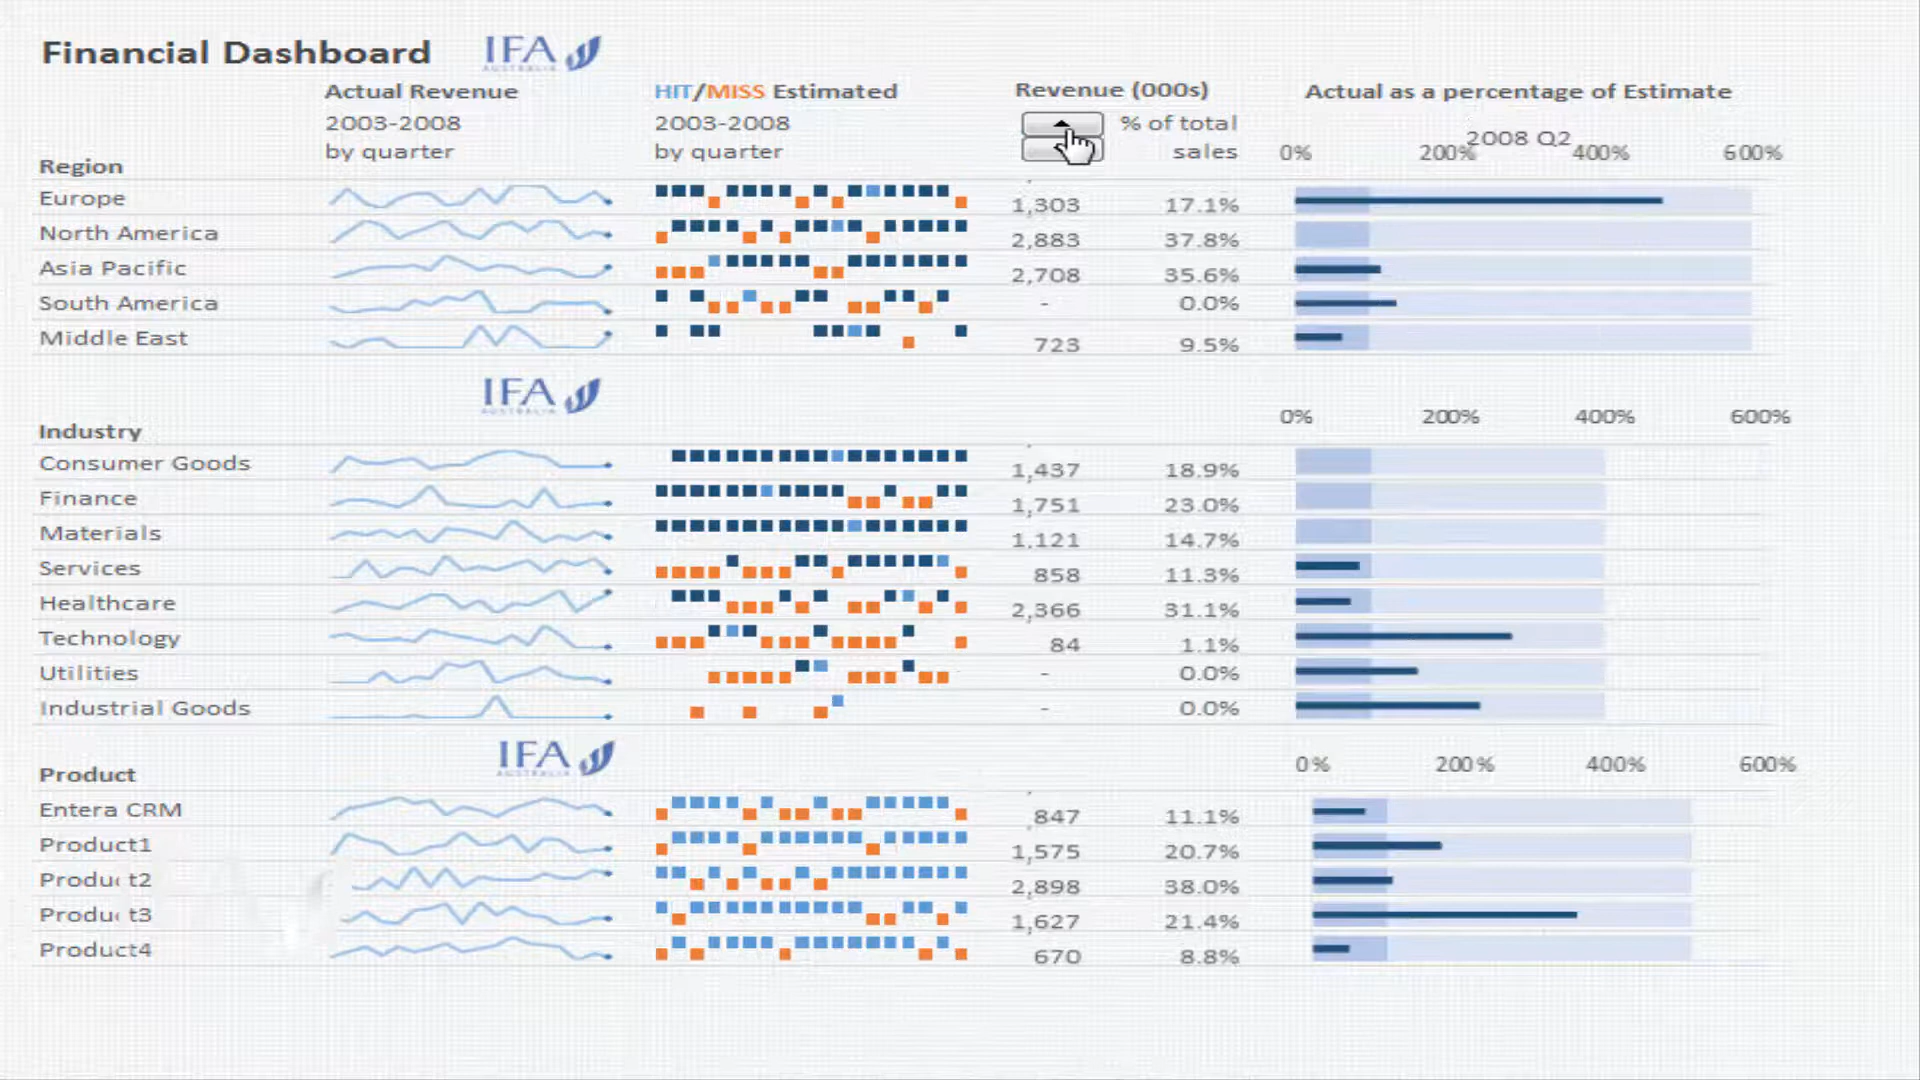 Financial Dashboard IFA AUSTRALIA
Actual Revenue HIT/MISS Estimated Revenue (000s) Actual as a percentage of Estimate
2003-2008 2003-2008 % of total 2008 Q2
by quarter by quarter sales 0% 200% 400% 600%
Region
Europe 1,303 17.1%
North America 2,883 37.8%
Asia Pacific 2,708 35.6%
South America - 0.0%
Middle East 723 9.5%
IFA AUSTRALIA
0% 200% 400% 600%
Industry
Consumer Goods 1,437 18.9%
Finance 1,751 23.0%
Materials 1,121 14.7%
Services 858 11.3%
Healthcare 2,366 31.1%
Technology 84 1.1%
Utilities - 0.0%
Industrial Goods - 0.0%
IFA AUSTRALIA
0% 200% 400% 600%
Product
Entera CRM 847 11.1%
Product1 1,575 20.7%
Product2 2,898 38.0%
Product3 1,627 21.4%
Product4 670 8.8%